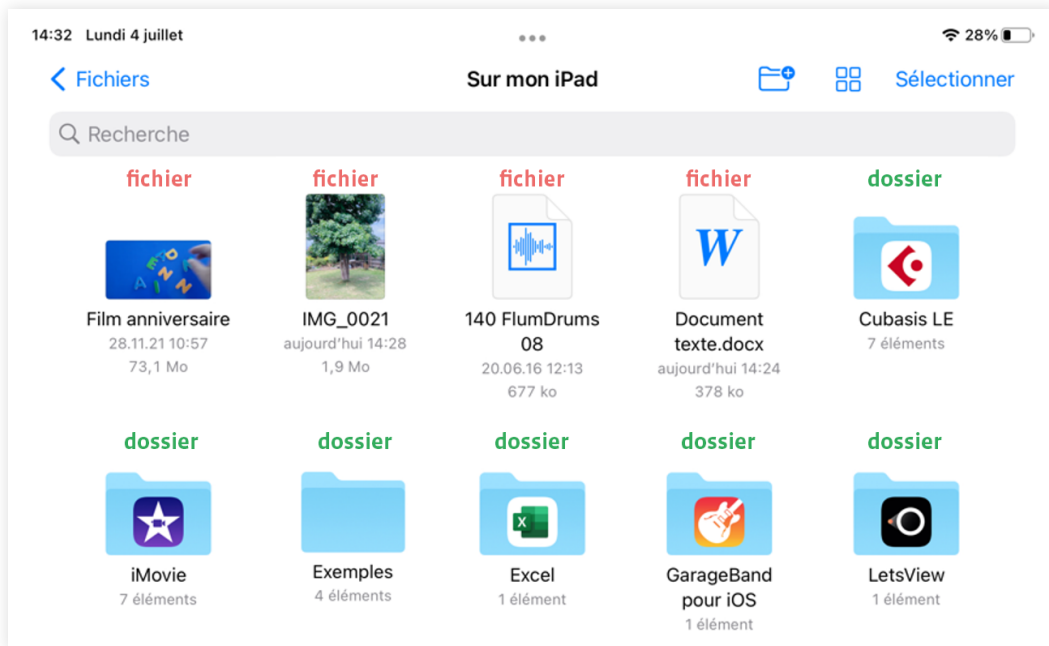 14:32 Lundi 4 juillet
28%
Fichiers
Sur mon iPad
Sélectionner
Recherche
fichier
fichier
fichier
fichier
dossier
W
Film anniversaire
28.11.21 10:57
73,1 Mo
IMG_0021
aujourd'hui 14:28
1,9 Mo
140 FlumDrums
08
20.06.16 12:13
677 ko
Document
texte.docx
aujourd'hui 14:24
378 ko
Cubasis LE
7 éléments
dossier
dossier
dossier
dossier
dossier
iMovie
7 éléments
Exemples
4 éléments
X
Excel
1 élément
GarageBand
pour iOS
1 élément
LetsView
1 élément